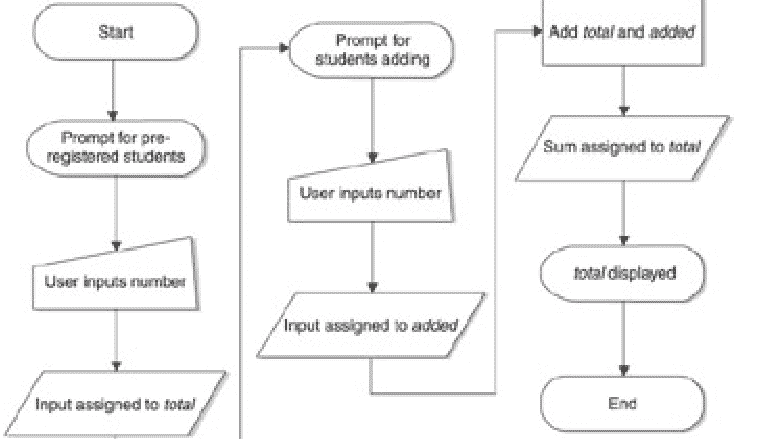 Start
Prompt for pre-
registered students
User inputs number
Input assigned to total
Prompt for
students adding
User inputs number
Input assigned to added
Add total and added
Sum assigned to total
total displayed
End